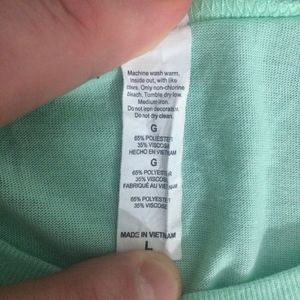 Machine wash warm,
inside out, with like
colors. Only non-chlorine
bleach. Tumble dry low.
Medium iron.
Do not iron decoration.
Do not dry clean.
G
65% POLIÉSTER
35% VISCOSA
HECHO EN VIETNAM
G
65% POLYESTER
35% VISCOSE
FABRIQUÉ AU VIETNAM
65% POLYESTER
35% VISCOSE
MADE IN VIETNAM
L